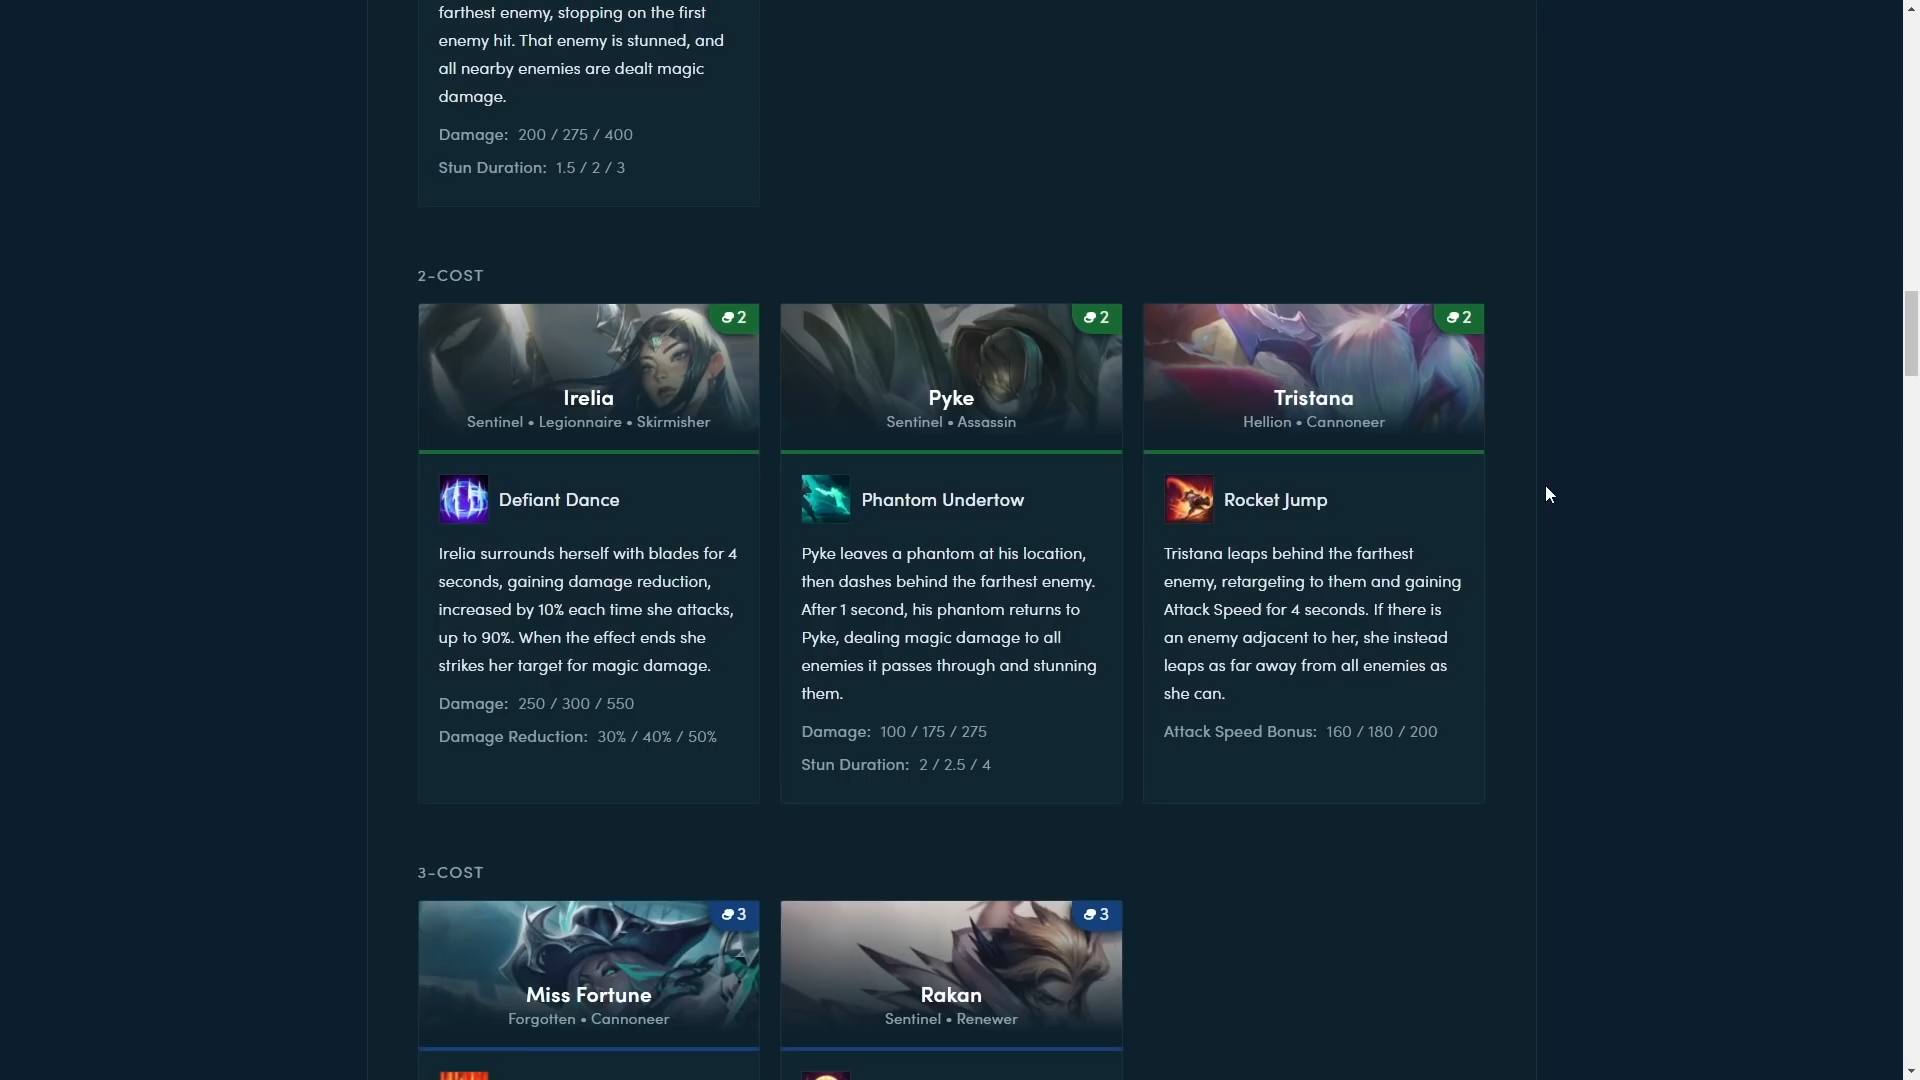 farthest enemy, stopping on the first
enemy hit. That enemy is stunned, and
all nearby enemies are dealt magic
damage.
Damage: 200 / 275 / 400
Stun Duration: 1.5 / 2 / 3
2-COST
2
Irelia
Sentinel • Legionnaire • Skirmisher
Defiant Dance
Irelia surrounds herself with blades for 4
seconds, gaining damage reduction,
increased by 10% each time she attacks,
up to 90%. When the effect ends she
strikes her target for magic damage.
Damage: 250 / 300 / 550
Damage Reduction: 30% / 40% / 50%
2
Pyke
Sentinel • Assassin
Phantom Undertow
Pyke leaves a phantom at his location,
then dashes behind the farthest enemy.
After 1 second, his phantom returns to
Pyke, dealing magic damage to all
enemies it passes through and stunning
them.
Damage: 100 / 175 / 275
Stun Duration: 2 / 2.5 / 4
2
Tristana
Hellion • Cannoneer
Rocket Jump
Tristana leaps behind the farthest
enemy, retargeting to them and gaining
Attack Speed for 4 seconds. If there is
an enemy adjacent to her, she instead
leaps as far away from all enemies as
she can.
Attack Speed Bonus: 160 / 180 / 200
3-COST
3
Miss Fortune
Forgotten • Cannoneer
3
Rakan
Sentinel • Renewer